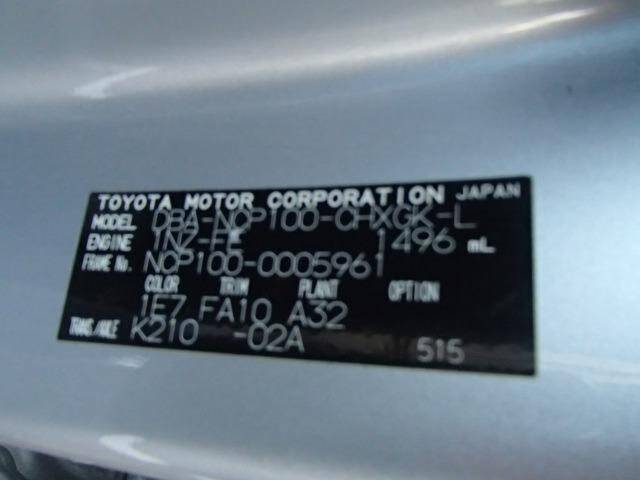 TOYOTA MOTOR CORPORATION JAPAN
MODEL DBA-NCP100-CHXGK-L
ENGINE 1NZ-FE 1496 mL
FRAME No. NCP100-0005961
COLOR TRIM PLANT OPTION
1E7 FA10 A32
TRANS/AXLE K210 -02A 515